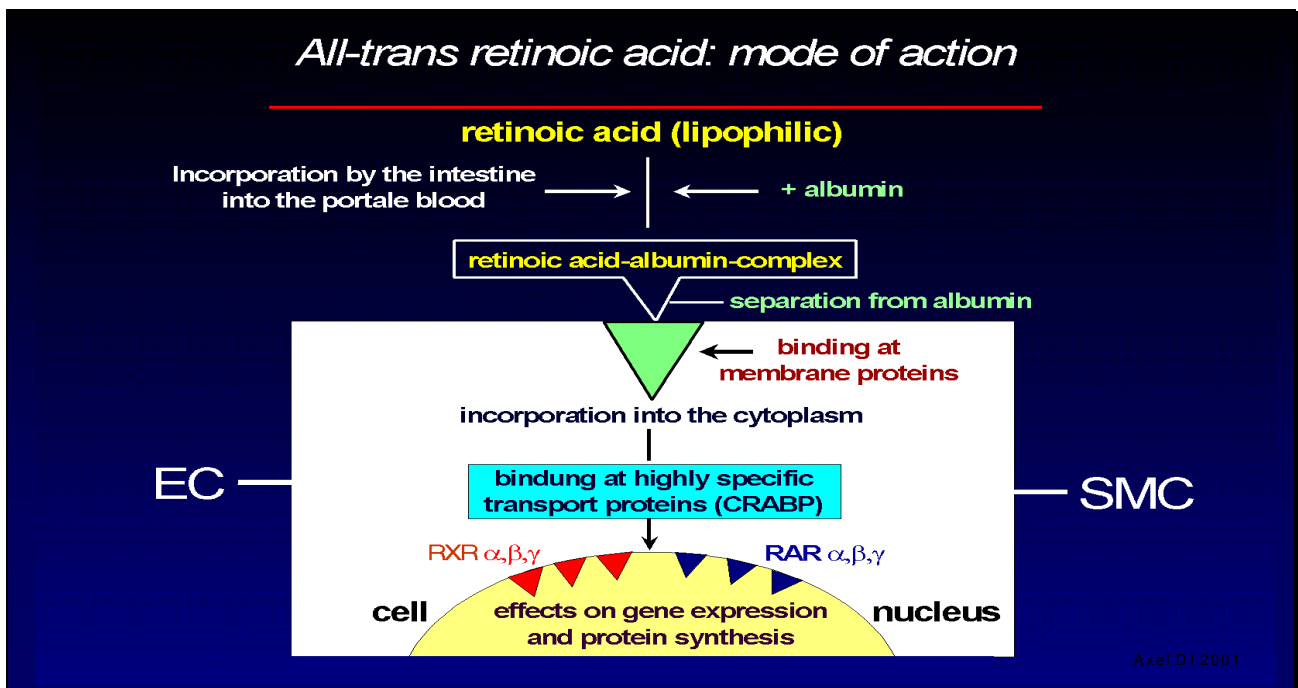 All-trans retinoic acid: mode of action
retinoic acid (lipophilic)
Incorporation by the intestine
into the portale blood
+ albumin
retinoic acid-albumin-complex
separation from albumin
binding at
membrane proteins
incorporation into the cytoplasm
EC
bindung at highly specific
transport proteins (CRABP)
SMC
RXR α,β,γ
RAR α,β,γ
cell
effects on gene expression
and protein synthesis
nucleus
Axel DI 2001